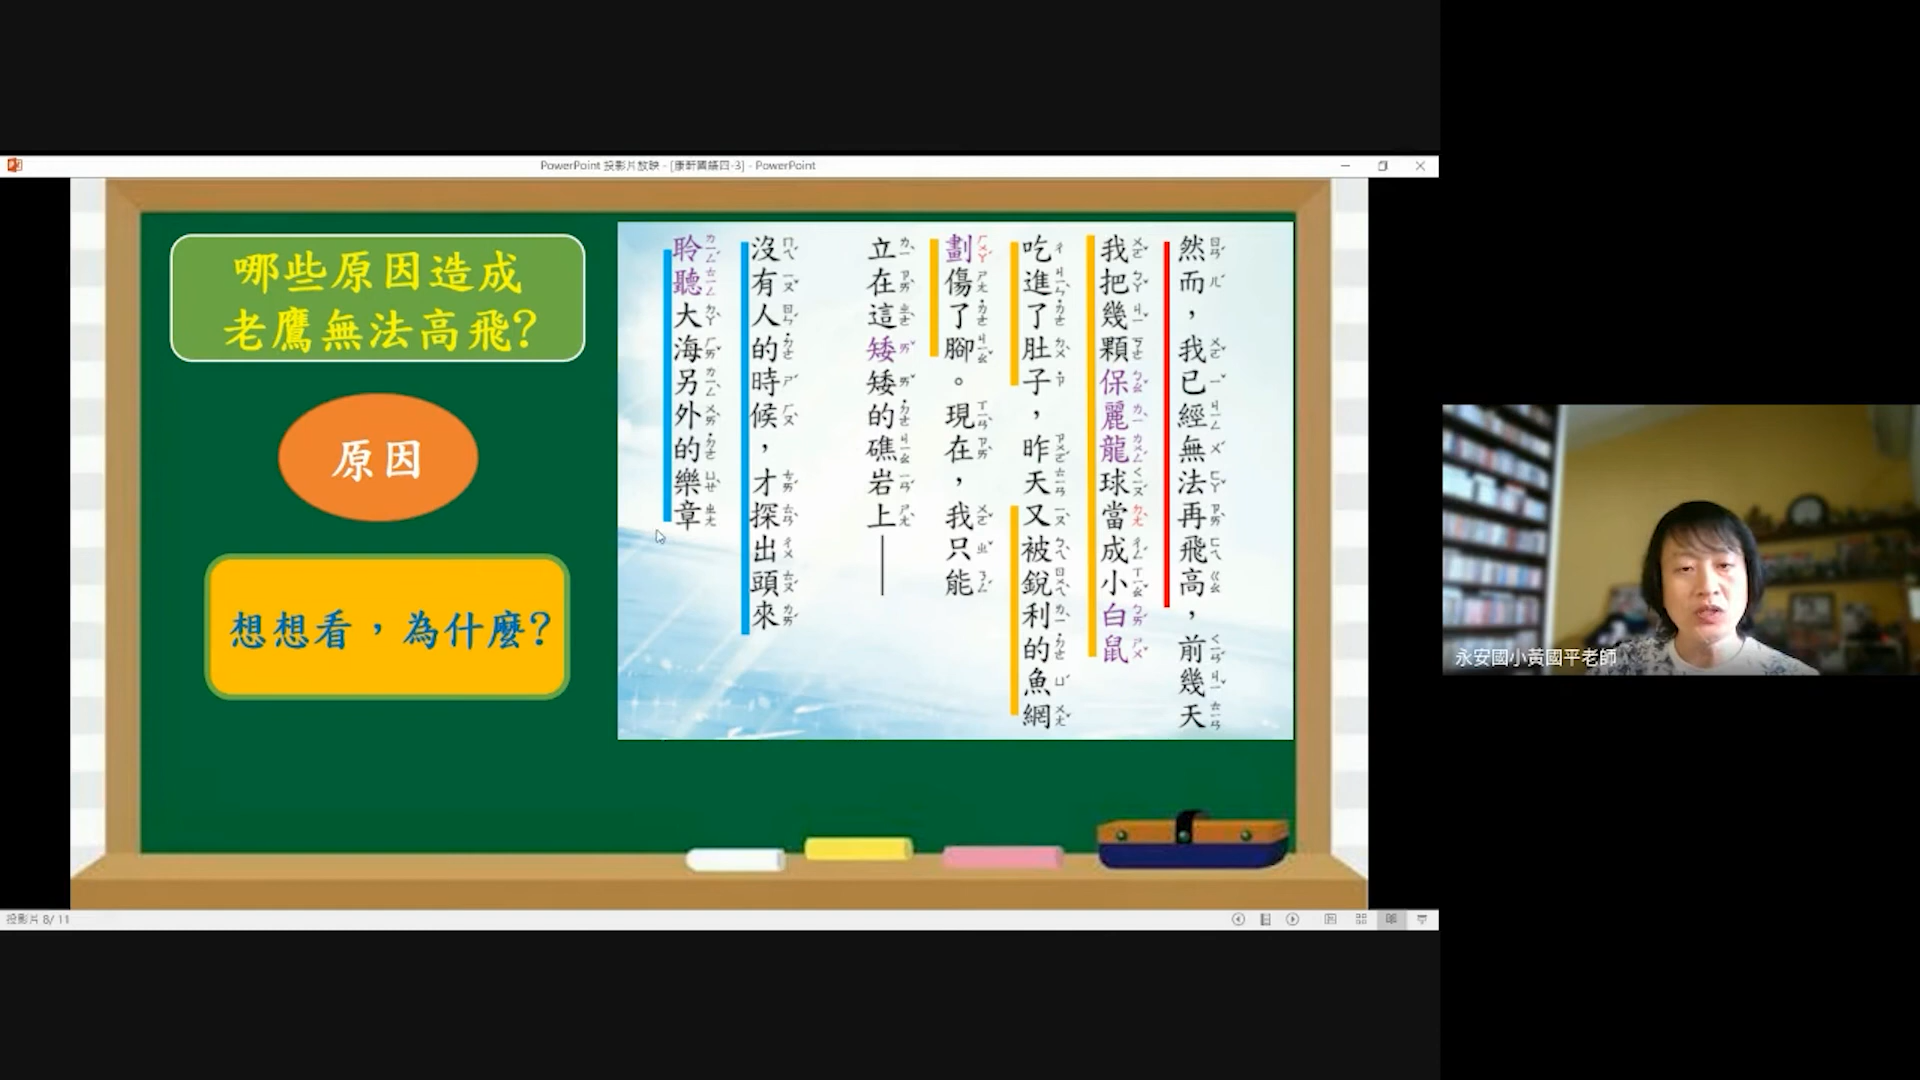 PowerPoint 投影片放映 - [康軒國語四-3] - PowerPoint
哪些原因造成
老鷹無法高飛?
原因
想想看，為什麼?
然而，我已經無法再飛高，前幾天
我把幾顆保麗龍球當成小白鼠
吃進了肚子，昨天又被銳利的魚網
劃傷了腳。現在，我只能
立在這矮矮的礁岩上——
沒有人的時候，才探出頭來
聆聽大海另外的樂章
永安國小黃國平老師
投影片 8/ 11